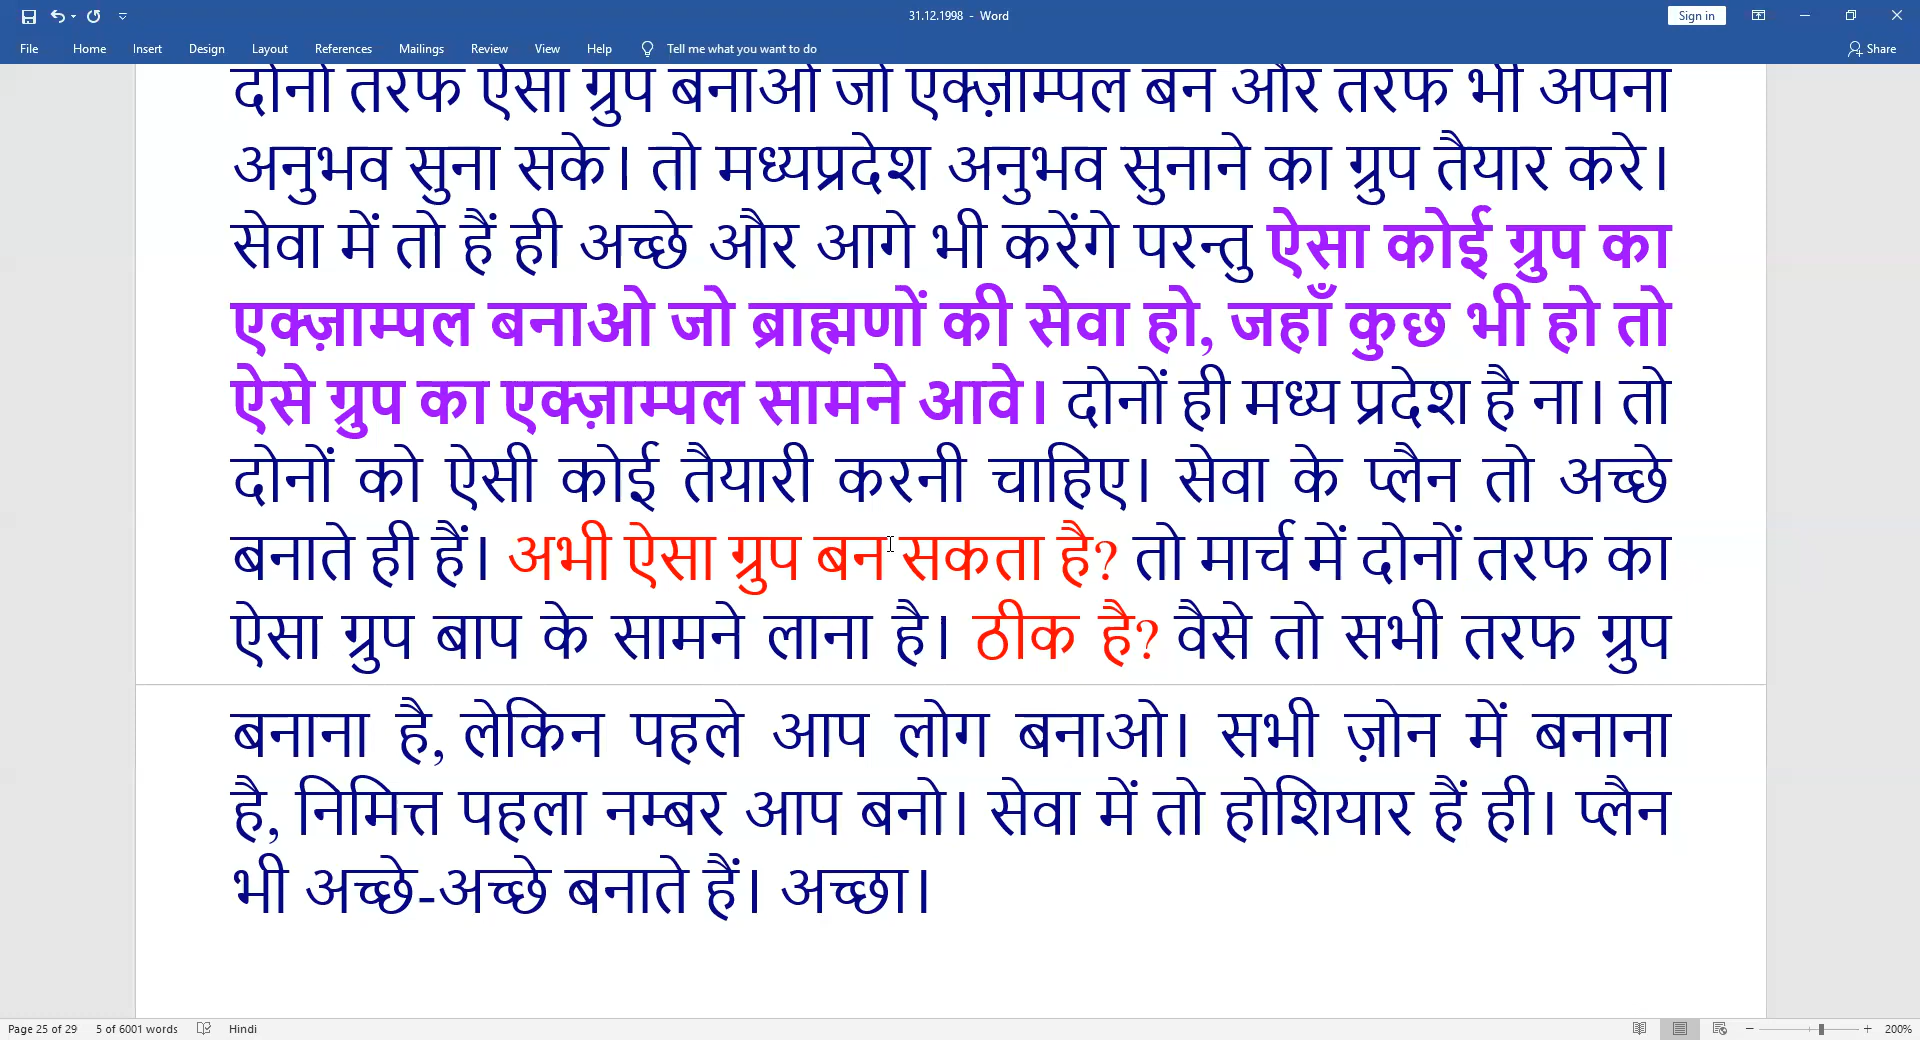 31.12.1998 - Word
Sign in
File Home Insert Design Layout References Mailings Review View Help Tell me what you want to do Share
दोनों तरफ ऐसा ग्रुप बनाओ जो एक्ज़ाम्पल बन और तरफ भी अपना
अनुभव सुना सके। तो मध्यप्रदेश अनुभव सुनाने का ग्रुप तैयार करे।
सेवा में तो हैं ही अच्छे और आगे भी करेंगे परन्तु ऐसा कोई ग्रुप का
एक्ज़ाम्पल बनाओ जो ब्राह्मणों की सेवा हो, जहाँ कुछ भी हो तो
ऐसे ग्रुप का एक्ज़ाम्पल सामने आवे। दोनों ही मध्य प्रदेश है ना। तो
दोनों को ऐसी कोई तैयारी करनी चाहिए। सेवा के प्लैन तो अच्छे
बनाते ही हैं। अभी ऐसा ग्रुप बन सकता है? तो मार्च में दोनों तरफ का
ऐसा ग्रुप बाप के सामने लाना है। ठीक है? वैसे तो सभी तरफ ग्रुप
बनाना है, लेकिन पहले आप लोग बनाओ। सभी ज़ोन में बनाना
है, निमित्त पहला नम्बर आप बनो। सेवा में तो होशियार हैं ही। प्लैन
भी अच्छे-अच्छे बनाते हैं। अच्छा।
Page 25 of 29 5 of 6001 words Hindi 200%